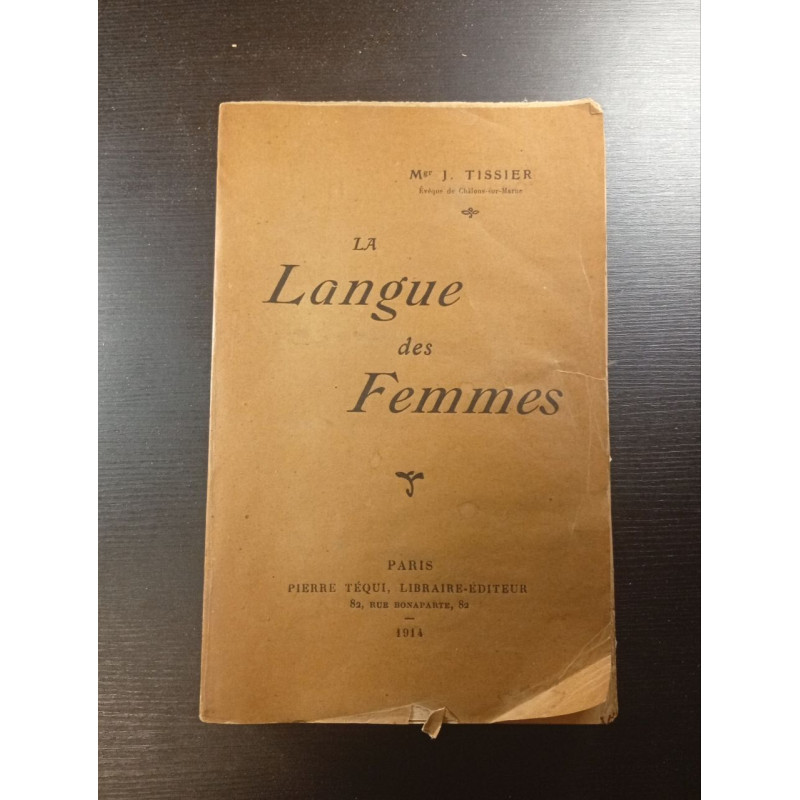 Mgr J. TISSIER
Évêque de Châlons-sur-Marne
LA
Langue
des
Femmes
PARIS
PIERRE TÉQUI, LIBRAIRE-ÉDITEUR
82, RUE BONAPARTE, 82
1914